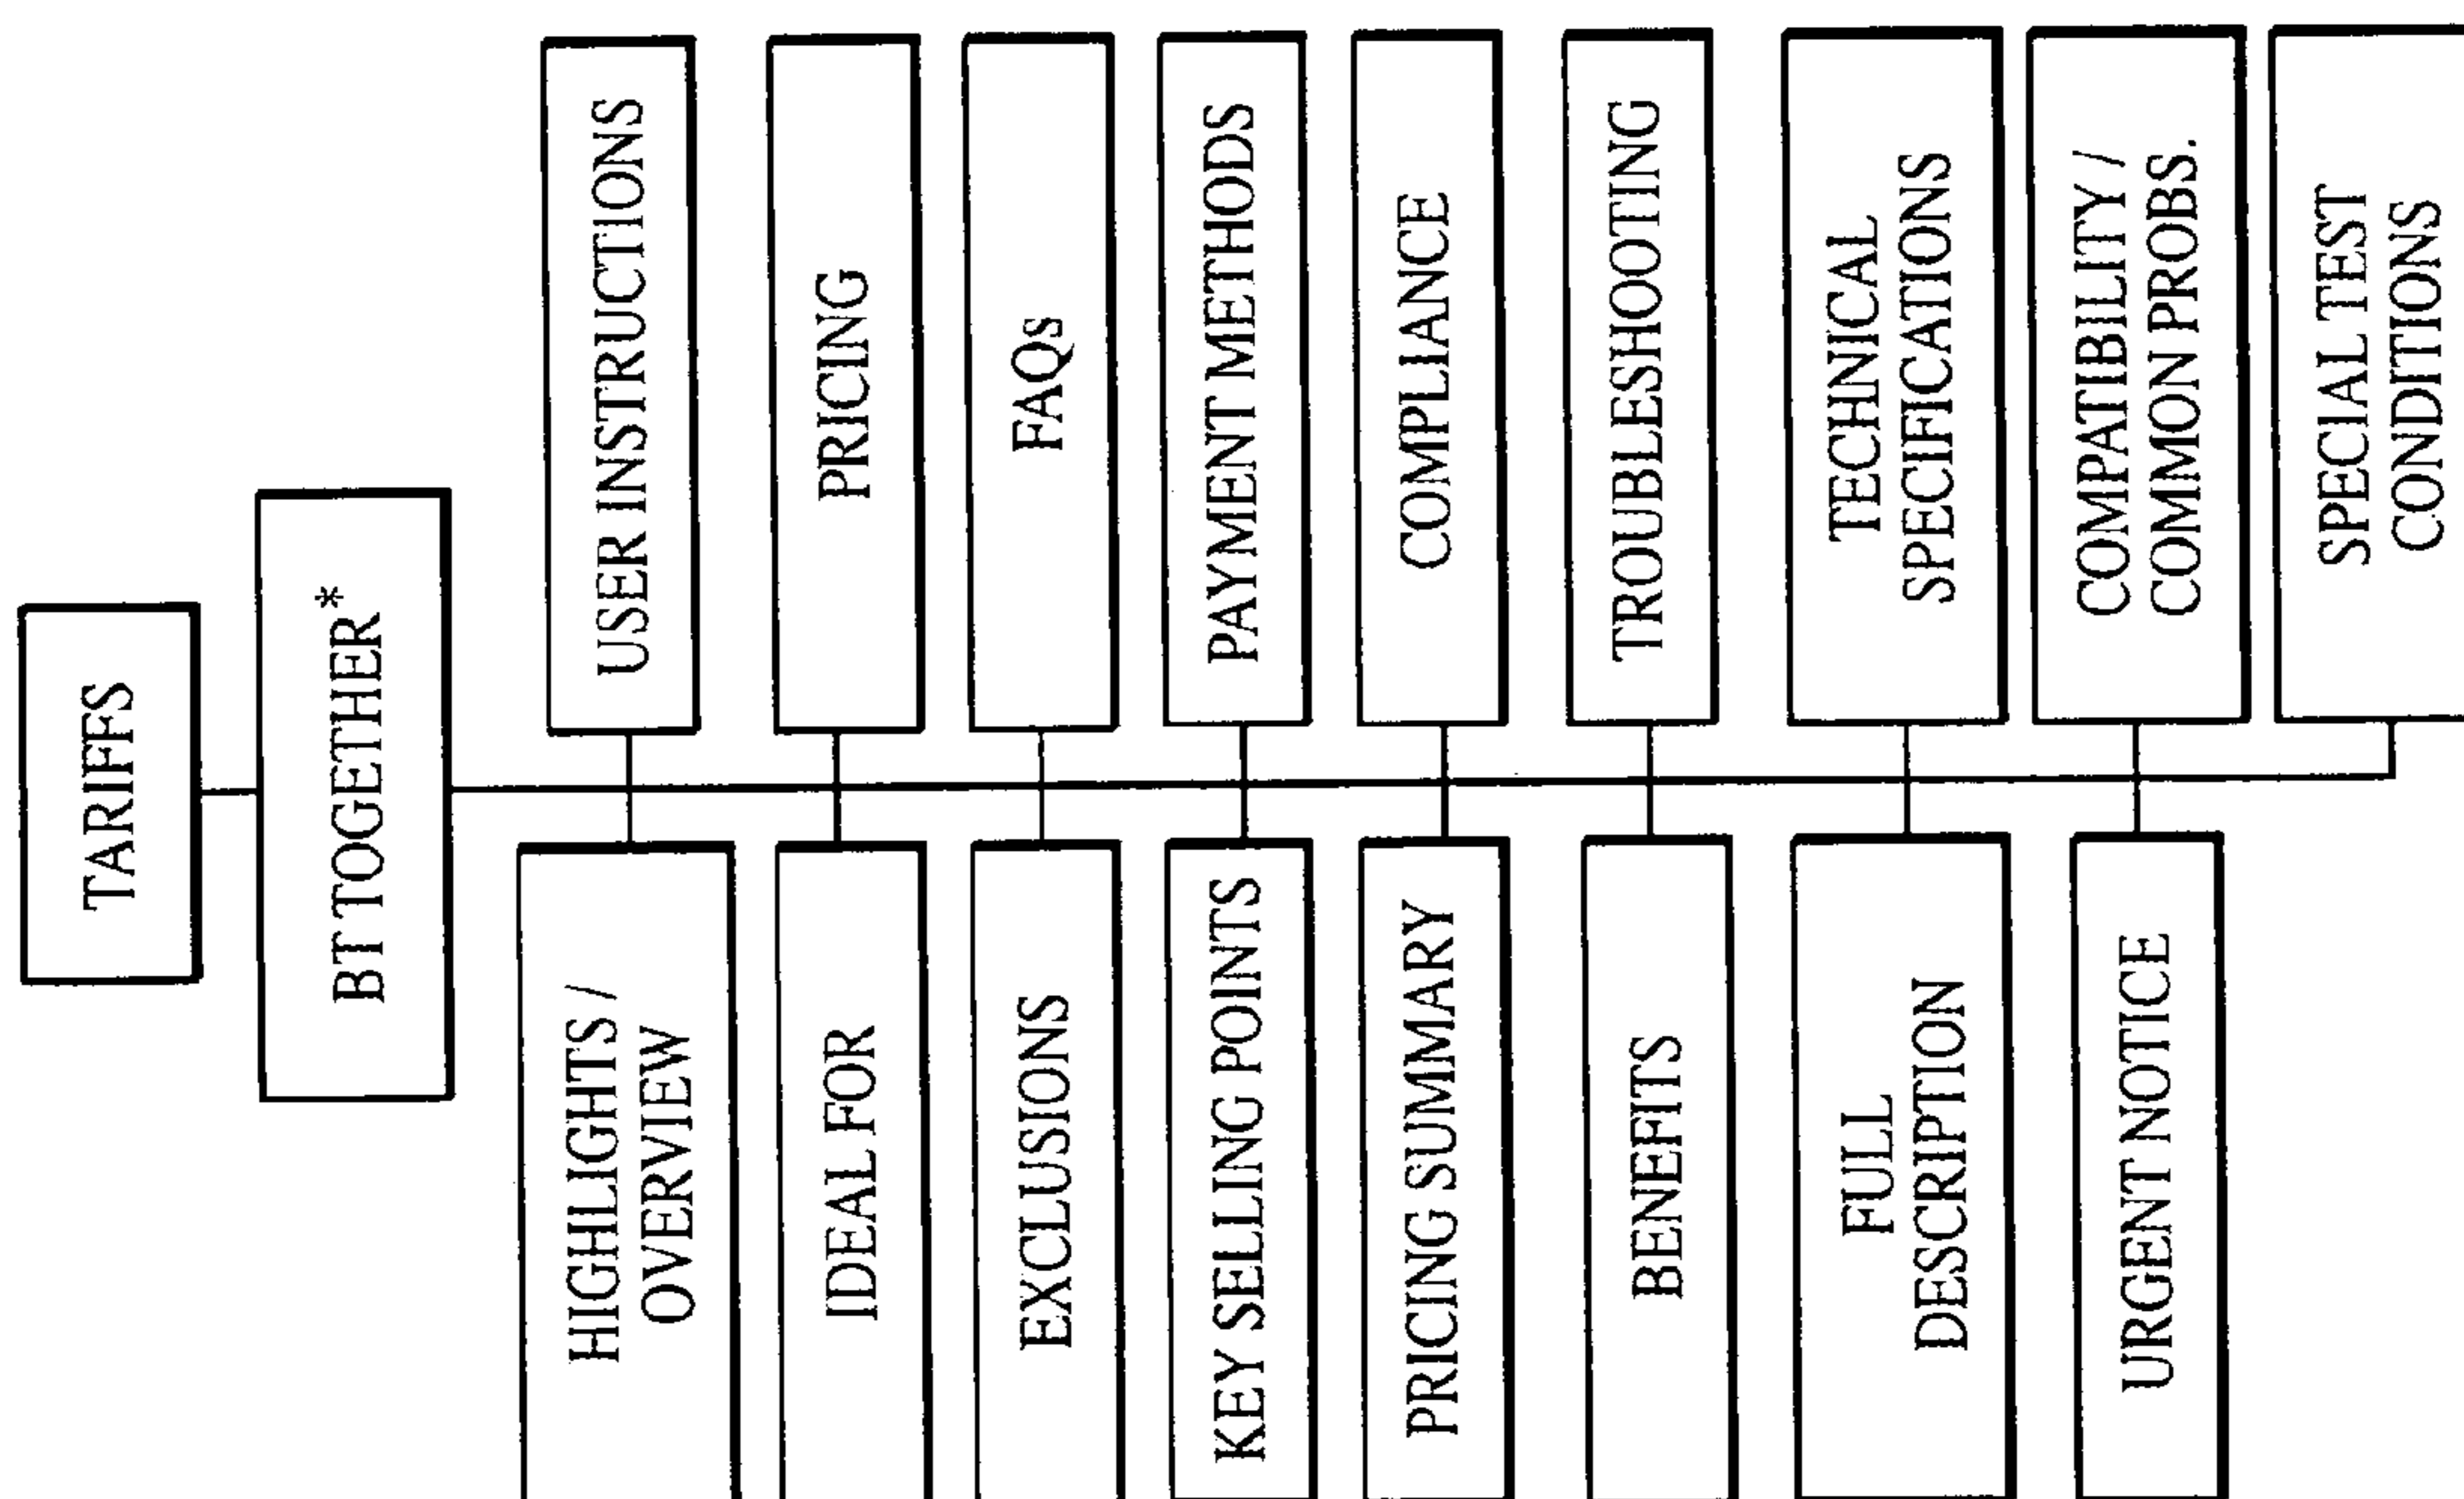 TARIFFS
BT TOGETHER*
HIGHLIGHTS /
OVERVIEW
USER INSTRUCTIONS
IDEAL FOR
PRICING
EXCLUSIONS
FAQs
KEY SELLING POINTS
PAYMENT METHODS
PRICING SUMMARY
COMPLIANCE
BENEFITS
TROUBLESHOOTING
FULL
DESCRIPTION
TECHNICAL
SPECIFICATIONS
URGENT NOTICE
COMPATIBILITY /
COMMON PROBS.
SPECIAL TEST
CONDITIONS